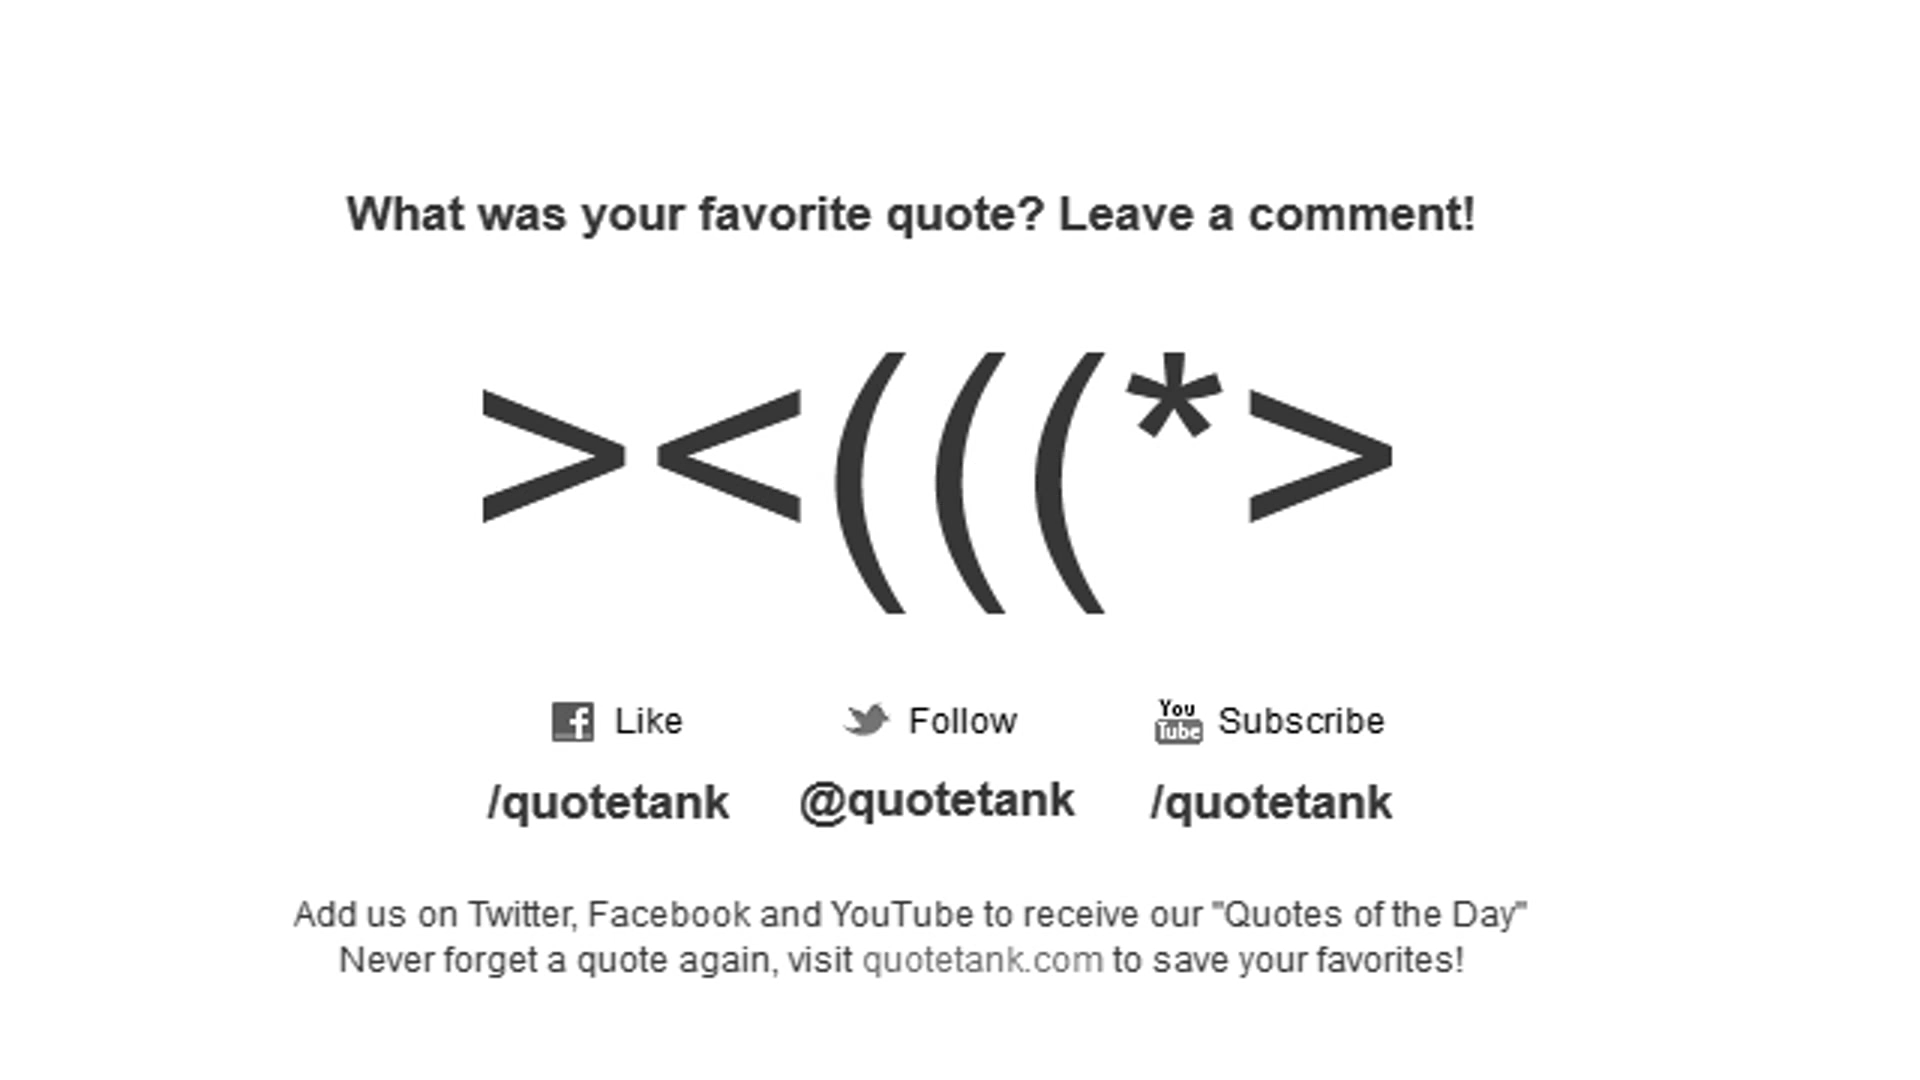 What was your favorite quote? Leave a comment!
><(((*>
f Like Follow You Tube Subscribe
/quotetank @quotetank /quotetank
Add us on Twitter, Facebook and YouTube to receive our "Quotes of the Day"
Never forget a quote again, visit quotetank.com to save your favorites!